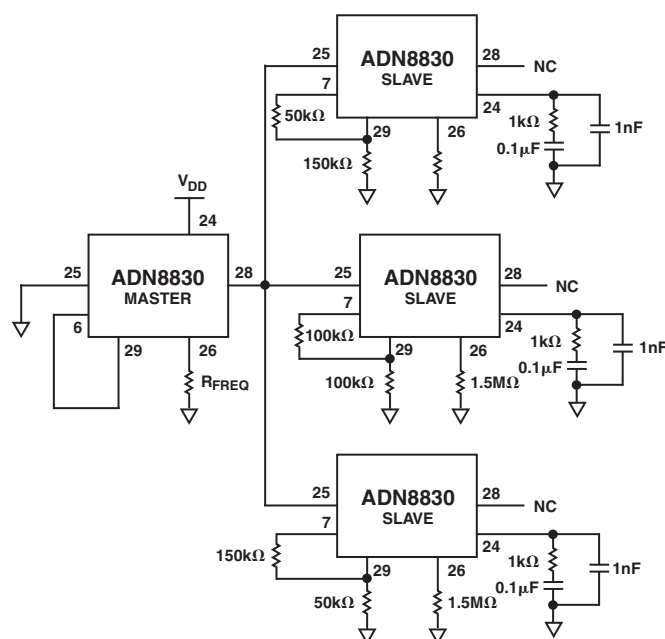 25
ADN8830
SLAVE
28
NC
7
24
50kΩ
29
26
1kΩ
1nF
0.1μF
150kΩ
VDD
24
25
ADN8830
MASTER
28
6
29
26
RFREQ
25
ADN8830
SLAVE
28
NC
7
24
100kΩ
29
26
1kΩ
1nF
0.1μF
100kΩ
1.5MΩ
25
ADN8830
SLAVE
28
NC
7
24
150kΩ
29
26
1kΩ
1nF
0.1μF
50kΩ
1.5MΩ